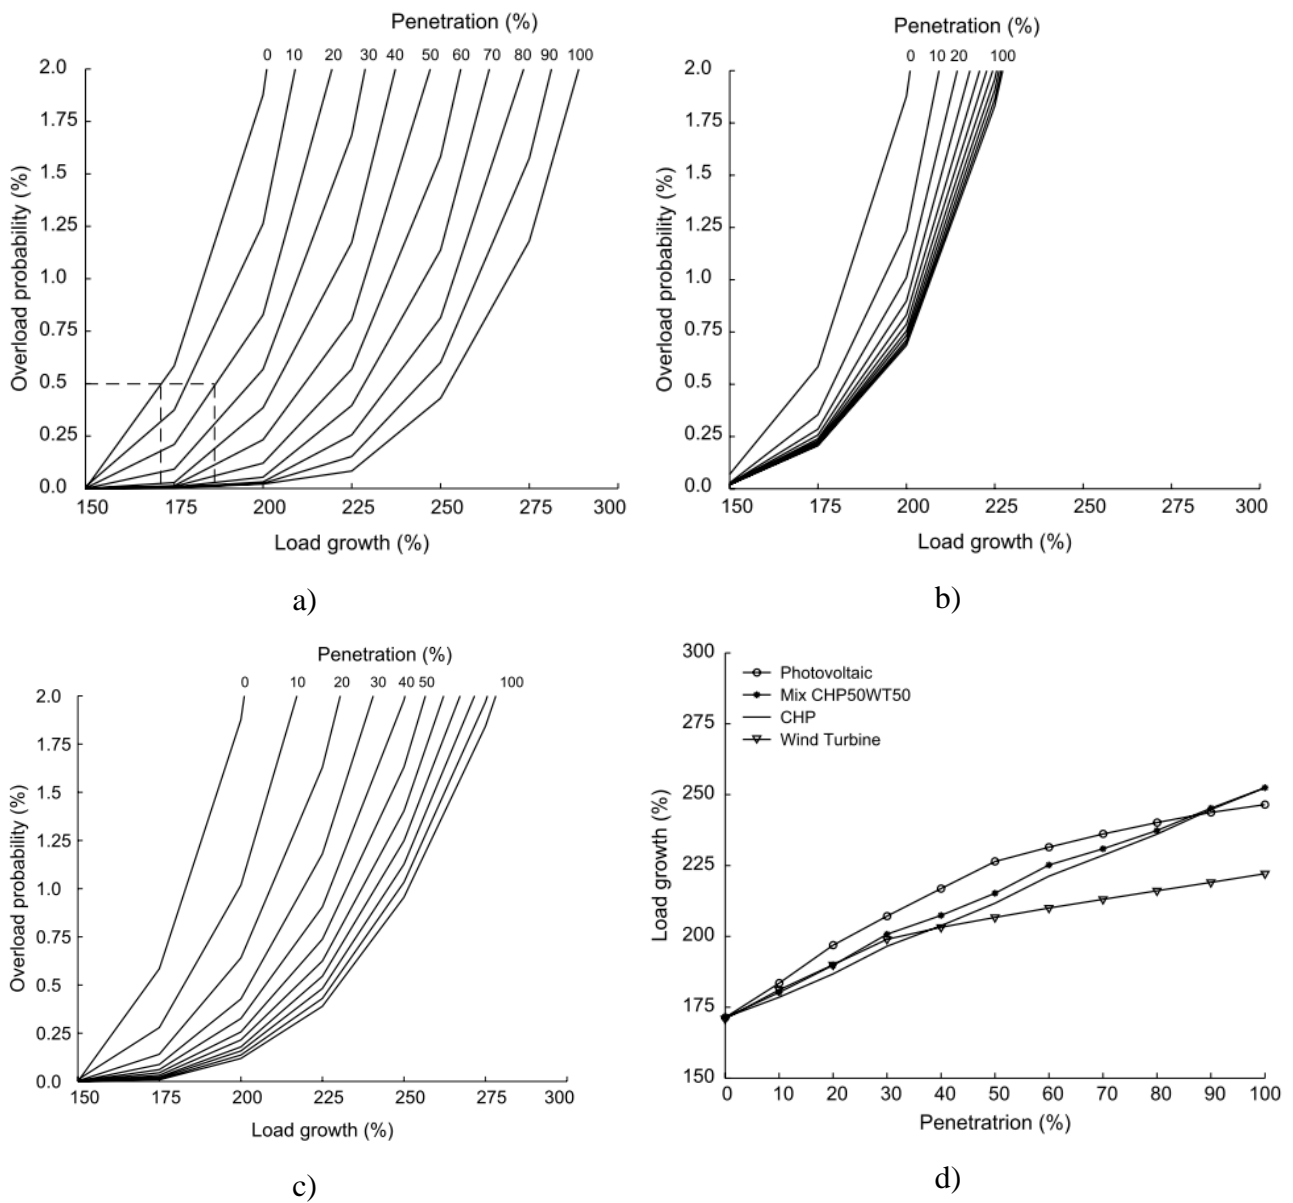 Penetration (%)
0 10 20 30 40 50 60 70 80 90 100
2.0
1.75
1.5
1.25
1.0
0.75
0.5
0.25
0.0
Overload probability (%)
150 175 200 225 250 275 300
Load growth (%)
a)
Penetration (%)
0 10 20 100
2.0
1.75
1.5
1.25
1.0
0.75
0.5
0.25
0.0
Overload probability (%)
150 175 200 225 250 275 300
Load growth (%)
b)
Penetration (%)
0 10 20 30 40 50 100
2.0
1.75
1.5
1.25
1.0
0.75
0.5
0.25
0.0
Overload probability (%)
150 175 200 225 250 275 300
Load growth (%)
c)
300
275
250
225
200
175
150
Load growth (%)
Photovoltaic
Mix CHP50WT50
CHP
Wind Turbine
0 10 20 30 40 50 60 70 80 90 100
Penetratrion (%)
d)